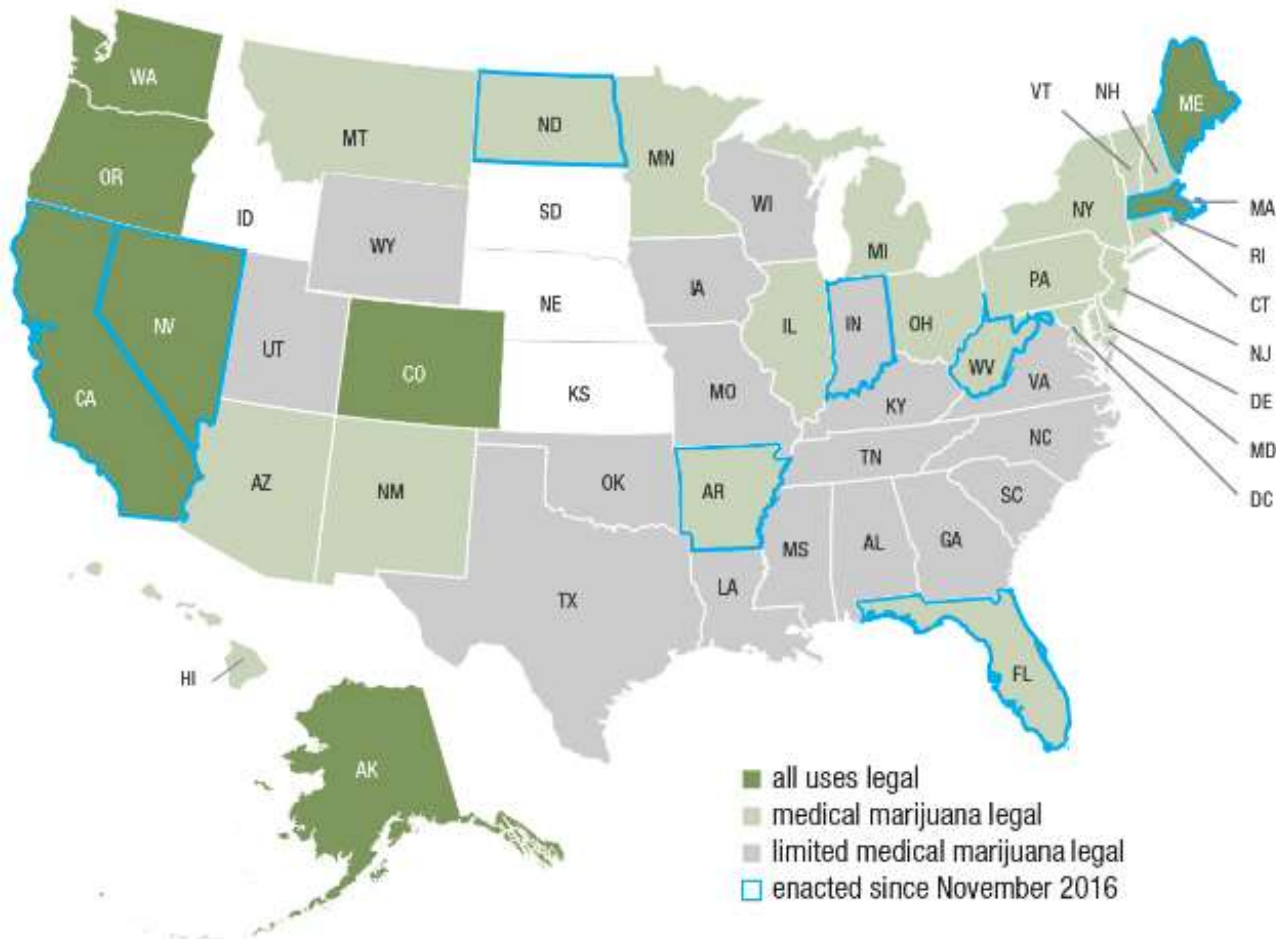 WA
VT
NH
ME
MT
ND
MN
OR
ID
SD
WI
NY
MA
WY
MI
RI
IA
PA
CT
NE
NV
UT
IL
IN
OH
NJ
CO
WV
CA
KS
MO
VA
DE
KY
NC
MD
TN
AZ
NM
OK
AR
SC
DC
MS
AL
GA
TX
LA
HI
FL
AK
all uses legal
medical marijuana legal
limited medical marijuana legal
enacted since November 2016